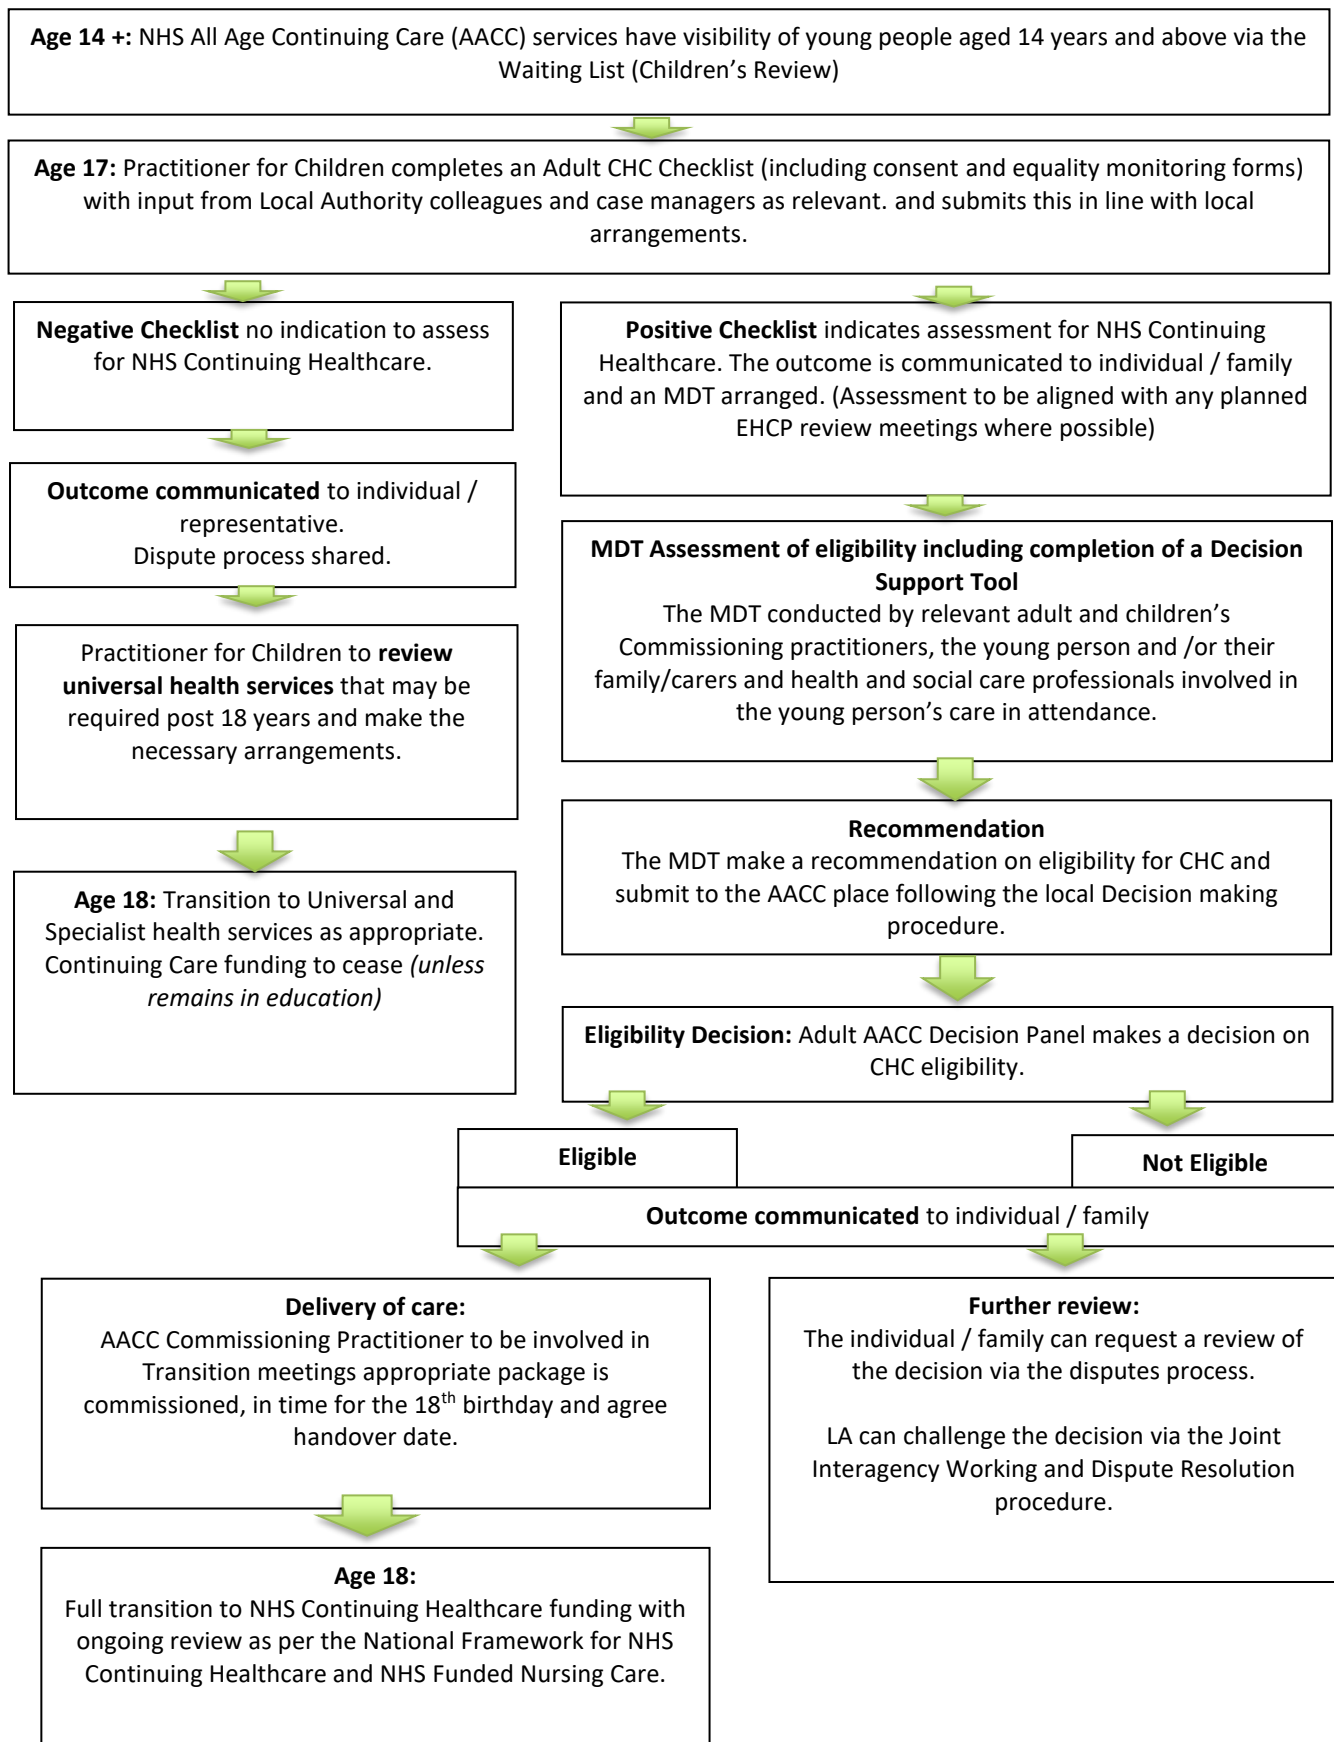 Age 14 +: NHS All Age Continuing Care (AACC) services have visibility of young people aged 14 years and above via the
Waiting List (Children’s Review)
Age 17: Practitioner for Children completes an Adult CHC Checklist (including consent and equality monitoring forms)
with input from Local Authority colleagues and case managers as relevant. and submits this in line with local
arrangements.
Negative Checklist no indication to assess
for NHS Continuing Healthcare.
Outcome communicated to individual /
representative.
Dispute process shared.
Practitioner for Children to review
universal health services that may be
required post 18 years and make the
necessary arrangements.
Age 18: Transition to Universal and
Specialist health services as appropriate.
Continuing Care funding to cease (unless
remains in education)
Positive Checklist indicates assessment for NHS Continuing
Healthcare. The outcome is communicated to individual / family
and an MDT arranged. (Assessment to be aligned with any planned
EHCP review meetings where possible)
MDT Assessment of eligibility including completion of a Decision
Support Tool
The MDT conducted by relevant adult and children’s
Commissioning practitioners, the young person and /or their
family/carers and health and social care professionals involved in
the young person’s care in attendance.
Recommendation
The MDT make a recommendation on eligibility for CHC and
submit to the AACC place following the local Decision making
procedure.
Eligibility Decision: Adult AACC Decision Panel makes a decision on
CHC eligibility.
Eligible
Not Eligible
Outcome communicated to individual / family
Delivery of care:
AACC Commissioning Practitioner to be involved in
Transition meetings appropriate package is
commissioned, in time for the 18th birthday and agree
handover date.
Age 18:
Full transition to NHS Continuing Healthcare funding with
ongoing review as per the National Framework for NHS
Continuing Healthcare and NHS Funded Nursing Care.
Further review:
The individual / family can request a review of
the decision via the disputes process.
LA can challenge the decision via the Joint
Interagency Working and Dispute Resolution
procedure.